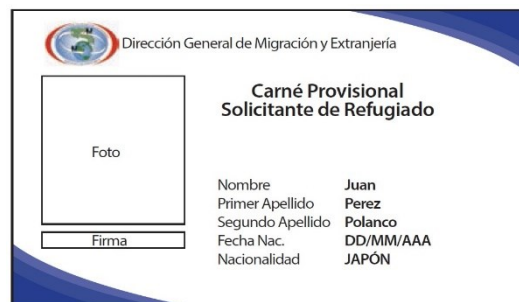 Dirección General de Migración y Extranjería
Carné Provisional
Solicitante de Refugiado
Foto
Nombre Juan
Primer Apellido Perez
Segundo Apellido Polanco
Firma
Fecha Nac. DD/MM/AAA
Nacionalidad JAPÓN